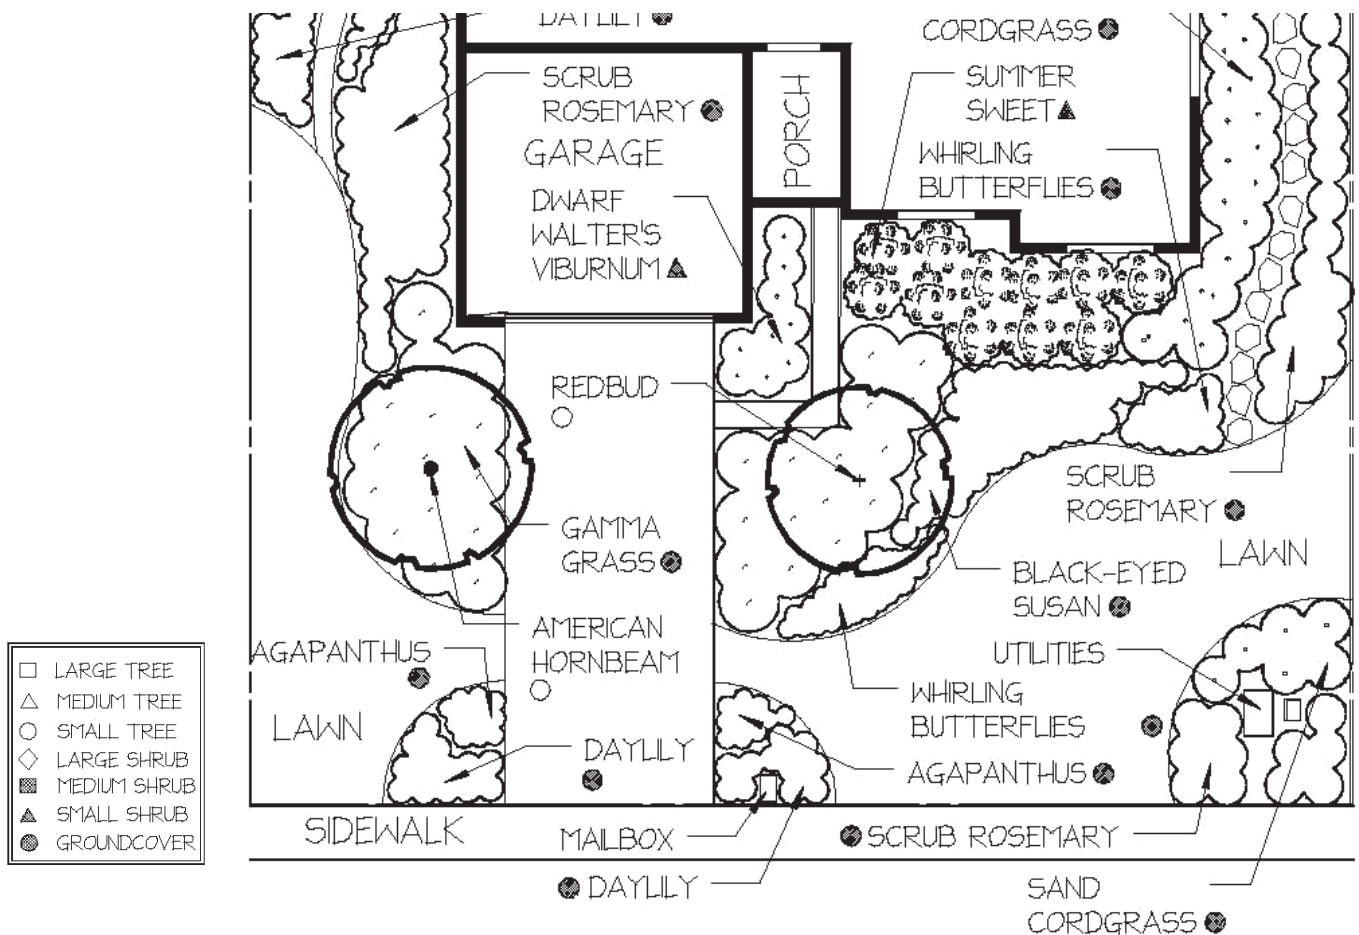 DAYLILY
CORDGRASS
SCRUB
ROSEMARY
SUMMER
SWEET
GARAGE
PORCH
WHIRLING
BUTTERFLIES
DWARF
WALTER'S
VIBURNUM
REDBUD
SCRUB
ROSEMARY
GAMMA
GRASS
LAWN
BLACK-EYED
SUSAN
AMERICAN
HORNBEAM
AGAPANTHUS
UTILITIES
WHIRLING
BUTTERFLIES
LAWN
DAYLILY
AGAPANTHUS
LARGE TREE
MEDIUM TREE
SMALL TREE
LARGE SHRUB
MEDIUM SHRUB
SMALL SHRUB
GROUNDCOVER
SIDEWALK
MAILBOX
SCRUB ROSEMARY
DAYLILY
SAND
CORDGRASS